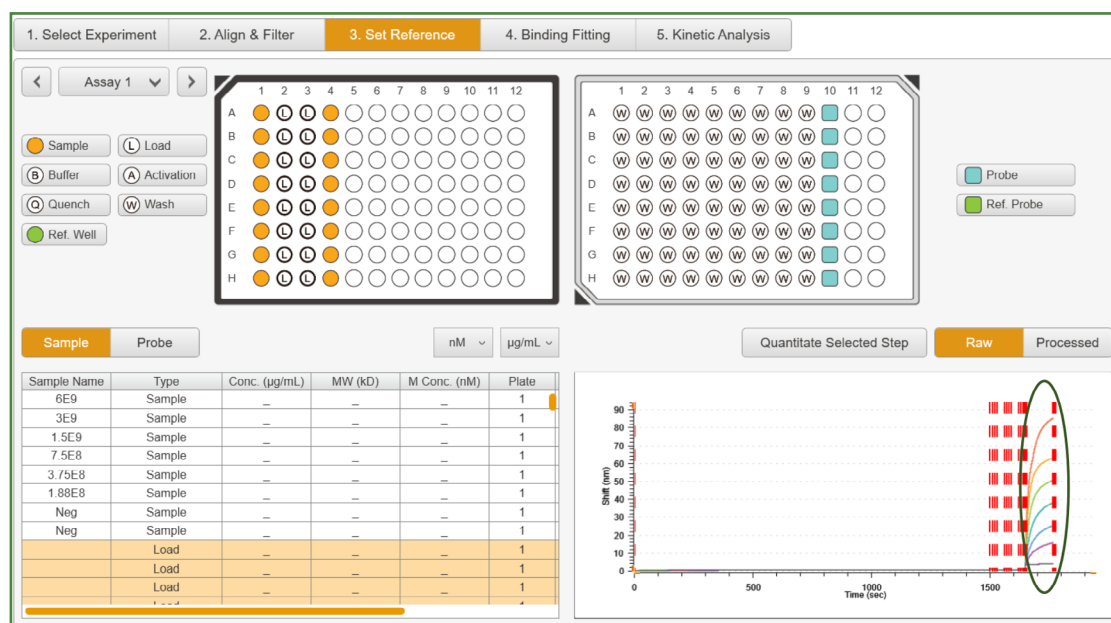 1. Select Experiment 2. Align & Filter 3. Set Reference 4. Binding Fitting 5. Kinetic Analysis
Assay 1
Sample
L Load
B Buffer
A Activation
Q Quench
W Wash
Ref. Well
1 2 3 4 5 6 7 8 9 10 11 12
A L L
B L L
C L L
D L L
E L L
F L L
G L L
H L L
1 2 3 4 5 6 7 8 9 10 11 12
A W W W W W W W W W
B W W W W W W W W W
C W W W W W W W W W
D W W W W W W W W W
E W W W W W W W W W
F W W W W W W W W W
G W W W W W W W W W
H W W W W W W W W W
Probe
Ref. Probe
Sample Probe
nM µg/mL
Quantitate Selected Step Raw Processed
Sample Name Type Conc. (µg/mL) MW (kD) M Conc. (nM) Plate
6E9 Sample _ _ _ 1
3E9 Sample _ _ _ 1
1.5E9 Sample _ _ _ 1
7.5E8 Sample _ _ _ 1
3.75E8 Sample _ _ _ 1
1.88E8 Sample _ _ _ 1
Neg Sample _ _ _ 1
Neg Sample _ _ _ 1
Load _ _ _ 1
Load _ _ _ 1
Load _ _ _ 1
90
80
70
60
50
40
30
20
10
0
Shift (nm)
0 500 1000 1500
Time (sec)